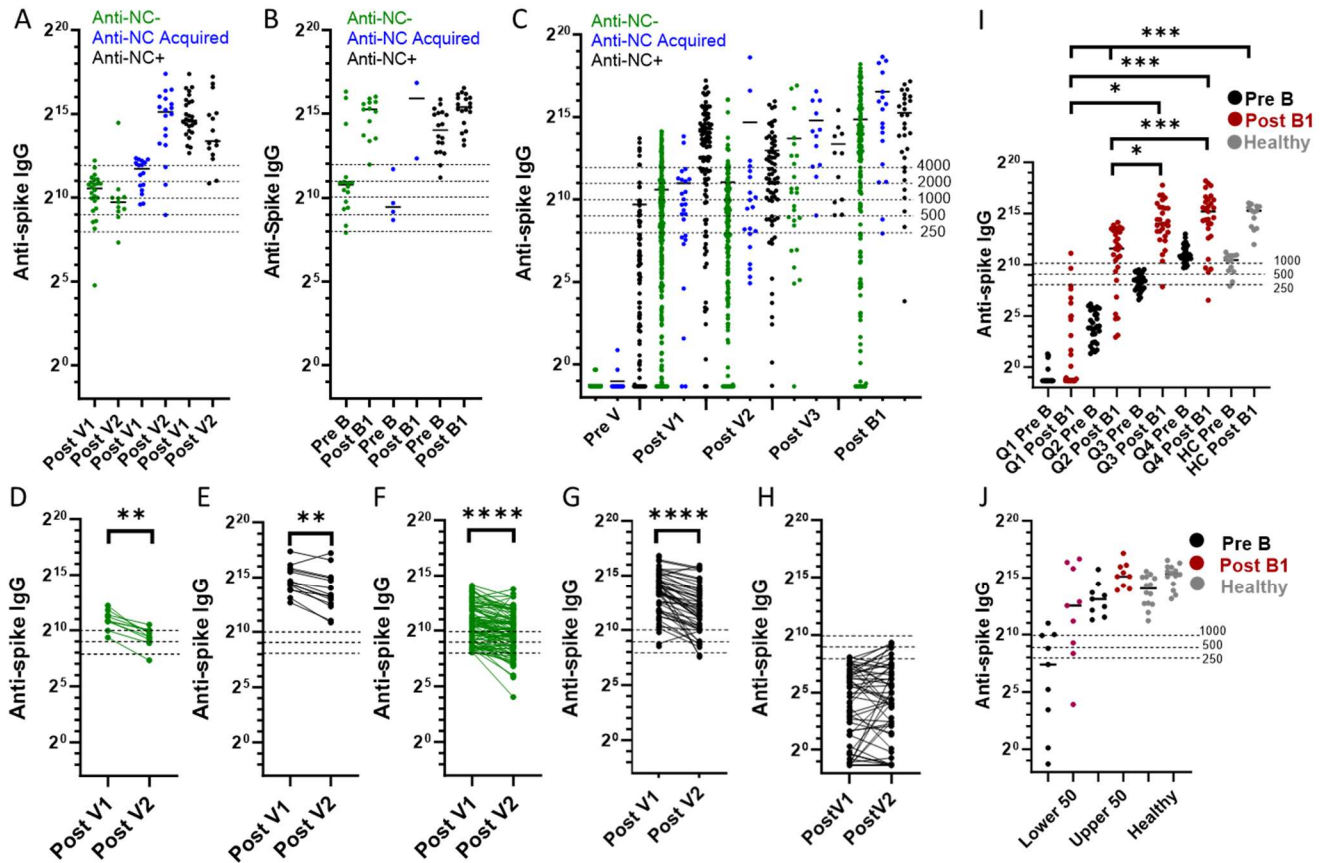 A
Anti-NC-
Anti-NC Acquired
Anti-NC+
Anti-spike IgG
2^20
2^15
2^10
2^5
2^0
Post V1
Post V2
Post V1
Post V2
Post V1
Post V2
B
Anti-NC-
Anti-NC Acquired
Anti-NC+
Anti-Spike IgG
2^20
2^15
2^10
2^5
2^0
Pre B
Post B1
Pre B
Post B1
Pre B
Post B1
C
Anti-NC-
Anti-NC Acquired
Anti-NC+
Anti-spike IgG
2^20
2^15
2^10
2^5
2^0
4000
2000
1000
500
250
Pre V
Post V1
Post V2
Post V3
Post B1
I
***
***
*
***
*
Pre B
Post B1
Healthy
Anti-spike IgG
2^20
2^15
2^10
2^5
2^0
1000
500
250
Q1 Pre B
Q1 Post B1
Q2 Pre B
Q2 Post B1
Q3 Pre B
Q3 Post B1
Q4 Pre B
Q4 Post B1
HC Pre B
HC Post B1
D
**
Anti-spike IgG
2^20
2^15
2^10
2^5
2^0
Post V1
Post V2
E
**
Anti-spike IgG
2^20
2^15
2^10
2^5
2^0
Post V1
Post V2
F
****
Anti-spike IgG
2^20
2^15
2^10
2^5
2^0
Post V1
Post V2
G
****
Anti-spike IgG
2^20
2^15
2^10
2^5
2^0
Post V1
Post V2
H
Anti-spike IgG
2^20
2^15
2^10
2^5
2^0
PostV1
PostV2
J
Pre B
Post B1
Healthy
Anti-spike IgG
2^20
2^15
2^10
2^5
2^0
1000
500
250
Lower 50
Upper 50
Healthy